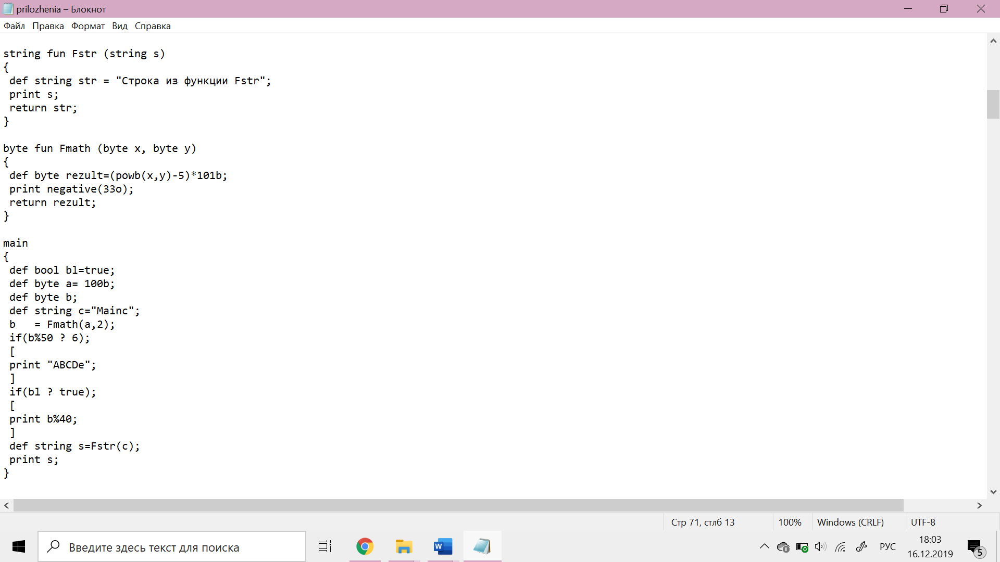 prilozhenia – Блокнот
Файл Правка Формат Вид Справка
string fun Fstr (string s)
{
 def string str = "Строка из функции Fstr";
 print s;
 return str;
}
byte fun Fmath (byte x, byte y)
{
 def byte rezult=(powb(x,y)-5)*101b;
 print negative(33o);
 return rezult;
}
main
{
 def bool bl=true;
 def byte a= 100b;
 def byte b;
 def string c="Mainc";
 b   = Fmath(a,2);
 if(b%50 ? 6);
 [
 print "ABCDe";
 ]
 if(bl ? true);
 [
 print b%40;
 ]
 def string s=Fstr(c);
 print s;
}
Стр 71, стлб 13 100% Windows (CRLF) UTF-8
Введите здесь текст для поиска
W
РУС
18:03
16.12.2019
5